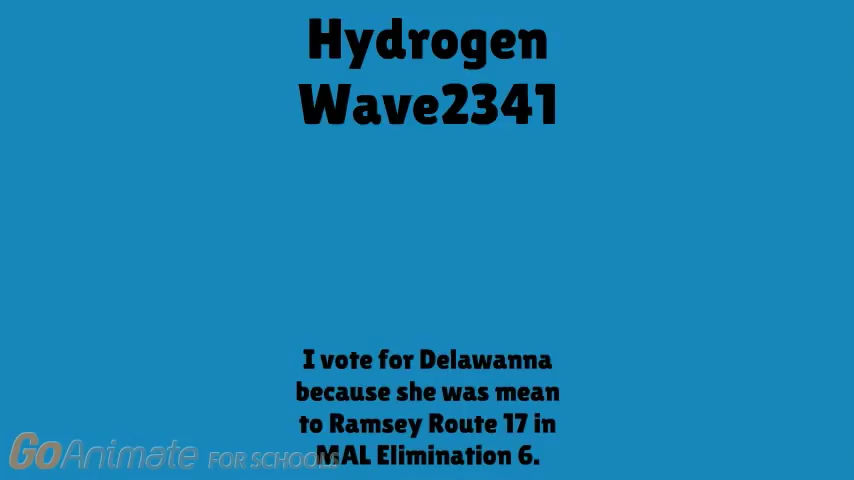 Hydrogen
Wave2341
I vote for Delawanna
because she was mean
to Ramsey Route 17 in
MAL Elimination 6.
GoAnimate FOR SCHOOLS